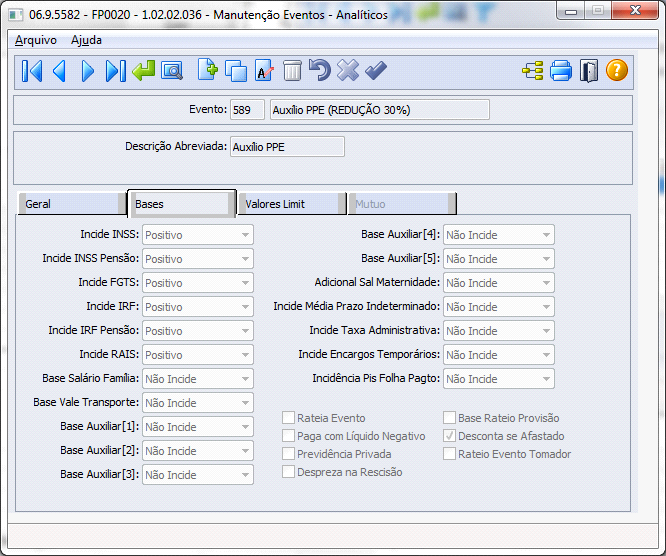 06.9.5582 - FP0020 - 1.02.02.036 - Manutenção Eventos - Analíticos
Arquivo Ajuda
Evento: 589 Auxílio PPE (REDUÇÃO 30%)
Descrição Abreviada: Auxílio PPE
Geral Bases Valores Limit Mutuo
Incide INSS: Positivo Base Auxiliar[4]: Não Incide
Incide INSS Pensão: Positivo Base Auxiliar[5]: Não Incide
Incide FGTS: Positivo Adicional Sal Maternidade: Não Incide
Incide IRF: Positivo Incide Média Prazo Indeterminado: Não Incide
Incide IRF Pensão: Positivo Incide Taxa Administrativa: Não Incide
Incide RAIS: Positivo Incide Encargos Temporários: Não Incide
Base Salário Família: Não Incide Incidência Pis Folha Pagto: Não Incide
Base Vale Transporte: Não Incide
Rateia Evento Base Rateio Provisão
Base Auxiliar[1]: Não Incide Paga com Líquido Negativo Desconta se Afastado
Base Auxiliar[2]: Não Incide Previdência Privada Rateio Evento Tomador
Base Auxiliar[3]: Não Incide Despreza na Rescisão